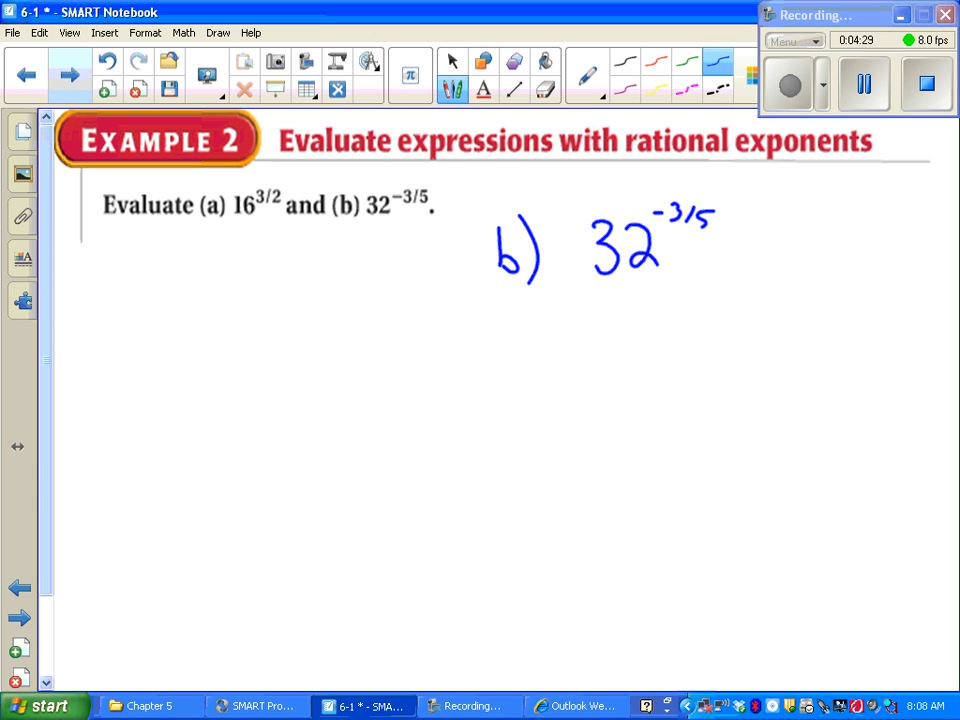 6-1 * - SMART Notebook
Recording...
File Edit View Insert Format Math Draw Help
Menu 00:04:29 8.0 fps
EXAMPLE 2 Evaluate expressions with rational exponents
Evaluate (a) 16^{3/2} and (b) 32^{-3/5}.
b) 32^{-3/5}
start Chapter 5 SMART Pro... 6-1 * - SMA... Recording... Outlook We... 8:08 AM